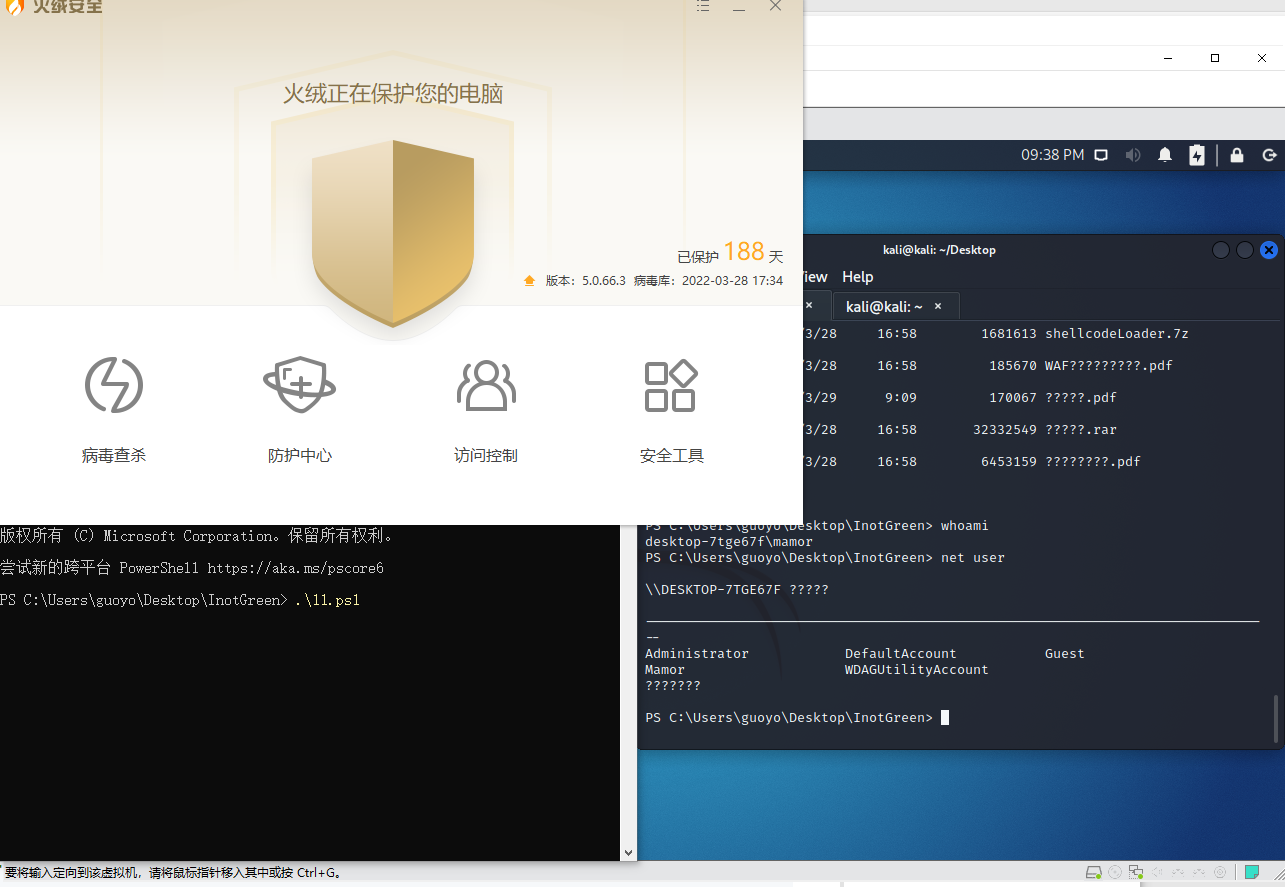 火绒安全
火绒正在保护您的电脑
已保护 188 天
版本：5.0.66.3 病毒库：2022-03-28 17:34
病毒查杀
防护中心
访问控制
安全工具
版权所有 (C) Microsoft Corporation。保留所有权利。
尝试新的跨平台 PowerShell https://aka.ms/pscore6
PS C:\Users\guoyo\Desktop\InotGreen> .\11.ps1
09:38 PM
kali@kali: ~/Desktop
iew Help
kali@kali: ~ ×
/3/28 16:58 1681613 shellcodeLoader.7z
/3/28 16:58 185670 WAF?????????.pdf
/3/29 9:09 170067 ?????.pdf
/3/28 16:58 32332549 ?????.rar
/3/28 16:58 6453159 ????????.pdf
PS C:\Users\guoyo\Desktop\InotGreen> whoami
desktop-7tge67f\mamor
PS C:\Users\guoyo\Desktop\InotGreen> net user
\\DESKTOP-7TGE67F ?????
--
Administrator DefaultAccount Guest
Mamor WDAGUtilityAccount
???????
PS C:\Users\guoyo\Desktop\InotGreen>
要将输入定向到该虚拟机，请将鼠标指针移入其中或按 Ctrl+G。